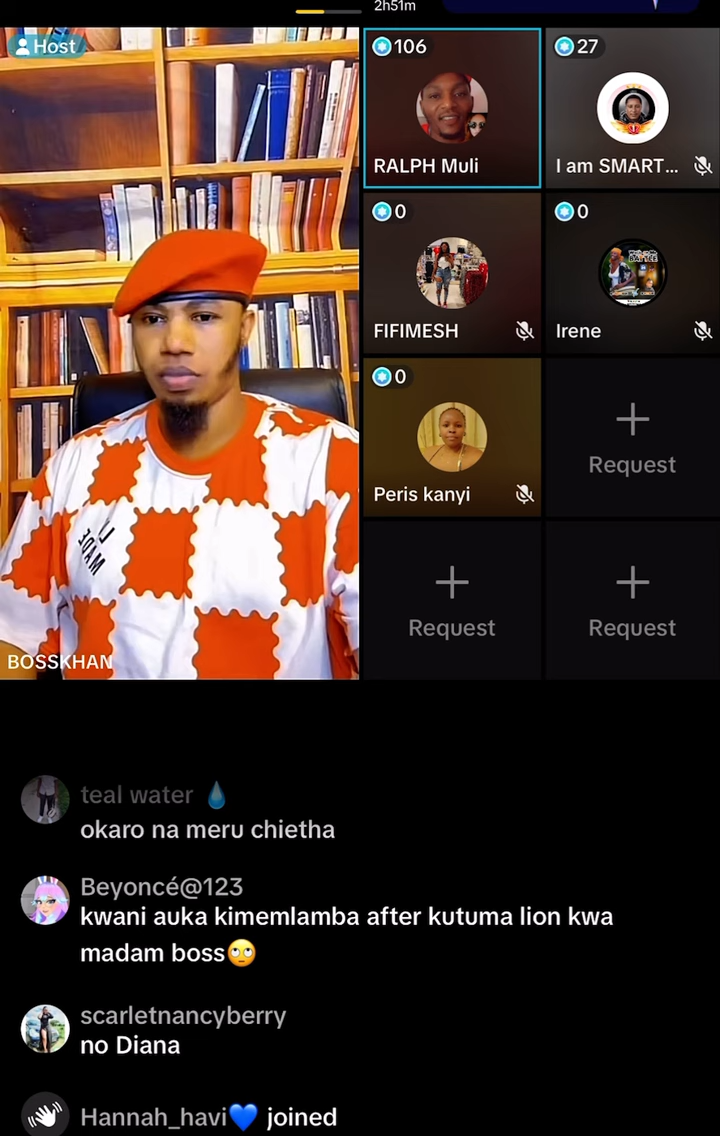 2h51m
Host
106
27
RALPH Muli
I am SMART...
0
0
FIFIMESH
Irene
0
Peris kanyi
Request
Request
Request
MADE
BOSSKHAN
teal water 💧
okaro na meru chietha
Beyoncé@123
kwani auka kimemlamba after kutuma lion kwa
madam boss🙄
scarletnancyberry
no Diana
Hannah_havi💙 joined